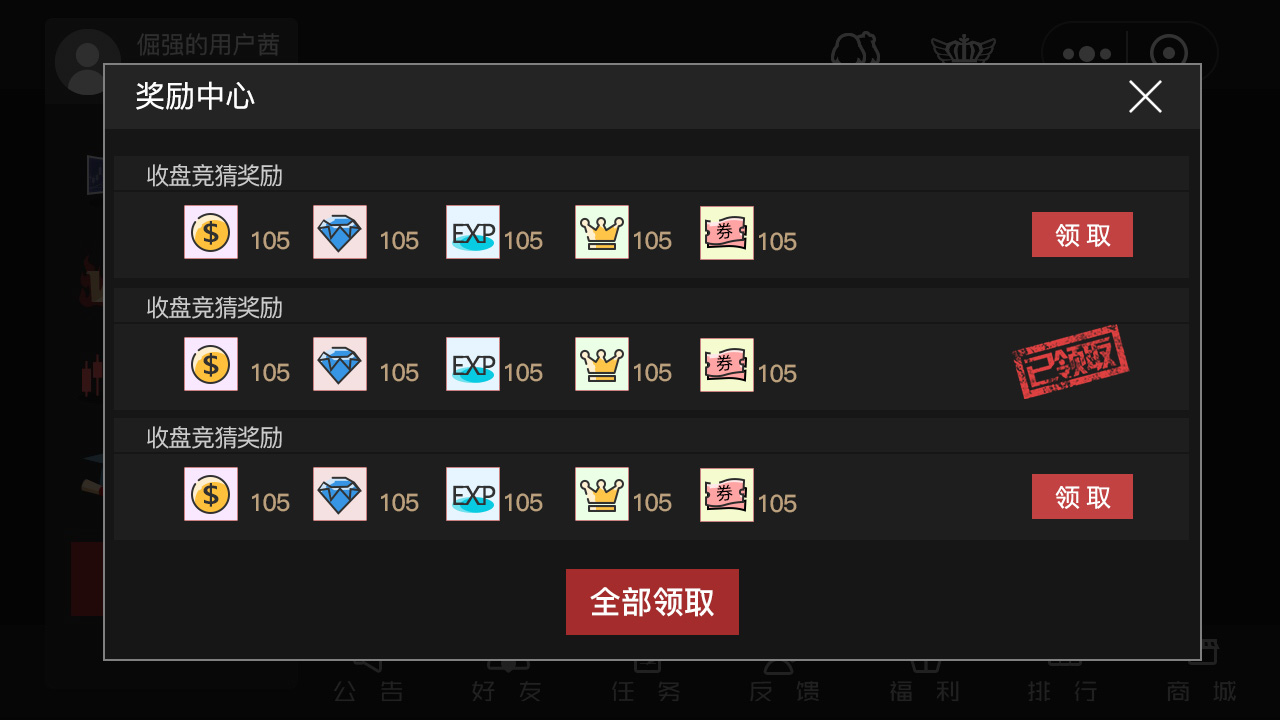 倔强的用户茜
奖励中心
收盘竞猜奖励
$ 105 105 EXP 105 105 券 105 领取
收盘竞猜奖励
$ 105 105 EXP 105 105 券 105 已领取
收盘竞猜奖励
$ 105 105 EXP 105 105 券 105 领取
全部领取
公告 好友 任务 反馈 福利 排行 商城